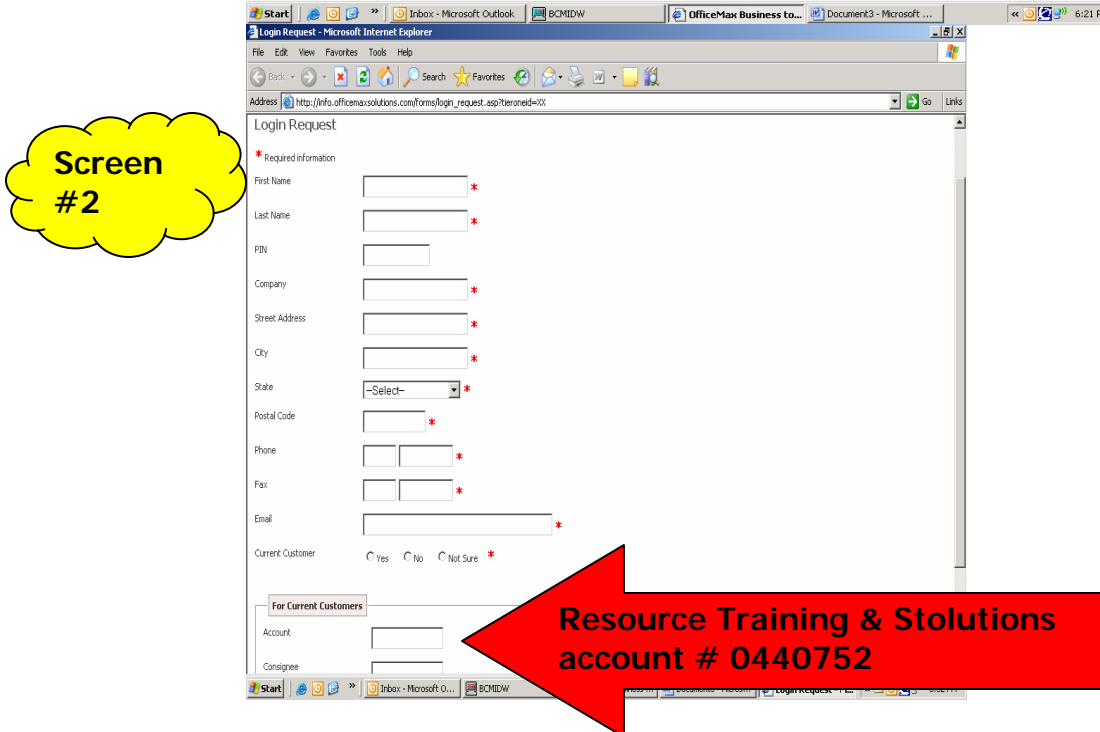 Start » Inbox - Microsoft Outlook BCMIDW OfficeMax Business to... Document3 - Microsoft ... « 6:21
Login Request - Microsoft Internet Explorer
File Edit View Favorites Tools Help
Back Search Favorites
Address http://info.officemaxsolutions.com/forms/login_request.asp?tieroneid=XX Go Links
Login Request
Screen
#2
* Required information
First Name *
Last Name *
PIN
Company *
Street Address *
City *
State --Select-- *
Postal Code *
Phone *
Fax *
Email *
Current Customer Yes No Not Sure *
For Current Customers
Account
Resource Training & Stolutions
account # 0440752
Consignee
Start » Inbox - Microsoft O... BCMIDW